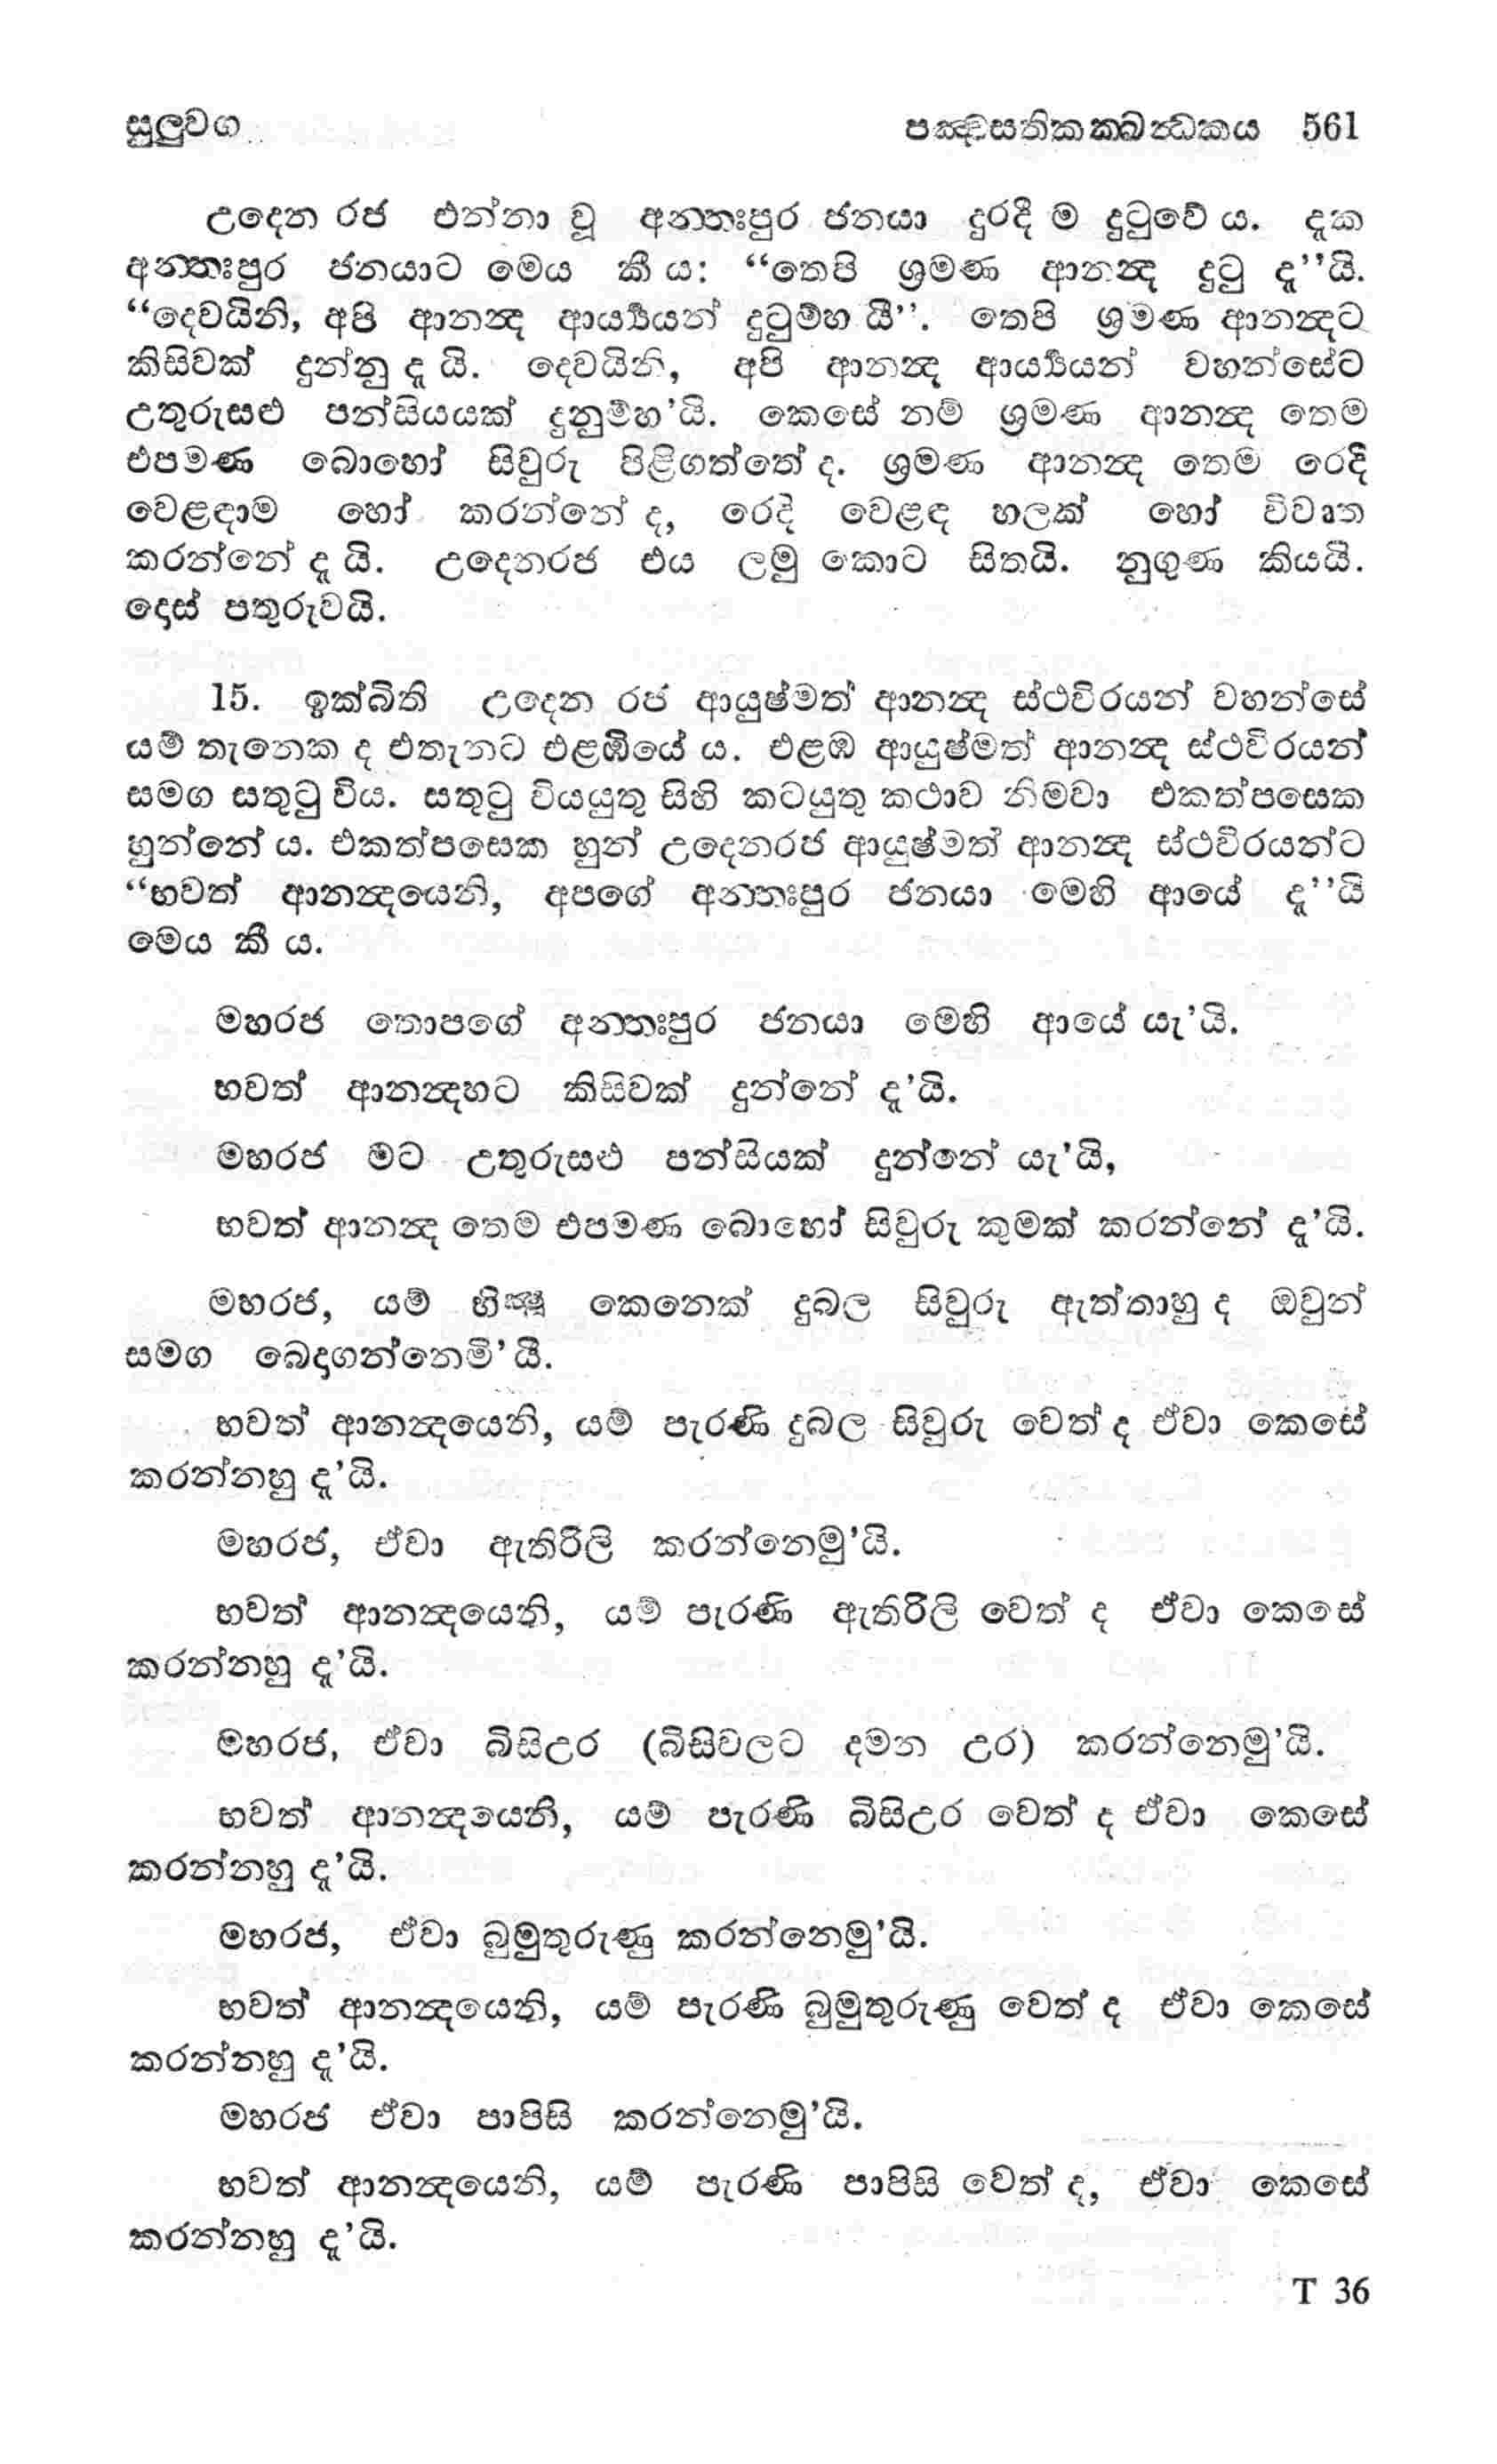 සුලුවග පඤ්චසතිකක්ඛන්ධකය 561
උදෙන රජ එන්නා වූ අන්තඃපුර ජනයා දුරදී ම දුටුවේ ය. දැක
අන්තඃපුර ජනයාට මෙය කී ය: “තෙපි ශ්‍රමණ ආනන්ද දුටු දැ”යි.
“දෙවයිනි, අපි ආනන්ද ආර්‍ය්‍යයන් දුටුම්හ යී”. තෙපි ශ්‍රමණ ආනන්දට
කිසිවක් දුන්නු දැ යි. දෙවයිනි, අපි ආනන්ද ආර්‍ය්‍යයන් වහන්සේට
උතුරුසළු පන්සියයක් දුනුම්හ’යි. කෙසේ නම් ශ්‍රමණ ආනන්ද තෙම
එපමණ බොහෝ සිවුරු පිළිගත්තේ ද. ශ්‍රමණ ආනන්ද තෙම රෙදි
වෙළඳාම හෝ කරන්නේ ද, රෙදි වෙළඳ හලක් හෝ විවෘත
කරන්නේ දැ යි. උදෙනරජ එය ලමු කොට සිතයි. නුගුණ කියයි.
දොස් පතුරුවයි.
15. ඉක්බිති උදෙන රජ ආයුෂ්මත් ආනන්ද ස්ථවිරයන් වහන්සේ
යම් තැනෙක ද එතැනට එළඹියේ ය. එළඹ ආයුෂ්මත් ආනන්ද ස්ථවිරයන්
සමග සතුටු විය. සතුටු වියයුතු සිහි කටයුතු කථාව නිමවා එකත්පසෙක
හුන්නේ ය. එකත්පසෙක හුන් උදෙනරජ ආයුෂ්මත් ආනන්ද ස්ථවිරයන්ට
“භවත් ආනන්දයෙනි, අපගේ අන්තඃපුර ජනයා මෙහි ආයේ දැ”යි
මෙය කී ය.
මහරජ තොපගේ අන්තඃපුර ජනයා මෙහි ආයේ යැ’යි.
භවත් ආනන්දහට කිසිවක් දුන්නේ දැ’යි.
මහරජ මට උතුරුසළු පන්සියක් දුන්නේ යැ’යි,
භවත් ආනන්ද තෙම එපමණ බොහෝ සිවුරු කුමක් කරන්නේ දැ’යි.
මහරජ, යම් භික්ෂූ කෙනෙක් දුබල සිවුරු ඇත්තාහු ද ඔවුන්
සමග බෙදාගන්නෙමි’යී.
භවත් ආනන්දයෙනි, යම් පැරණි දුබල සිවුරු වෙත් ද ඒවා කෙසේ
කරන්නහු දැ’යි.
මහරජ, ඒවා ඇතිරිලි කරන්නෙමු’යි.
භවත් ආනන්දයෙනි, යම් පැරණි ඇතිරිලි වෙත් ද ඒවා කෙසේ
කරන්නහු දැ’යි.
මහරජ, ඒවා බිසිඋර (බිසිවලට දමන උර) කරන්නෙමු’යි.
භවත් ආනන්දයෙනි, යම් පැරණි බිසිඋර වෙත් ද ඒවා කෙසේ
කරන්නහු දැ’යි.
මහරජ, ඒවා බුමුතුරුණු කරන්නෙමු’යි.
භවත් ආනන්දයෙනි, යම් පැරණි බුමුතුරුණු වෙත් ද ඒවා කෙසේ
කරන්නහු දැ’යි.
මහරජ ඒවා පාපිසි කරන්නෙමු’යි.
භවත් ආනන්දයෙනි, යම් පැරණි පාපිසි වෙත් ද, ඒවා කෙසේ
කරන්නහු දැ’යි.
T 36